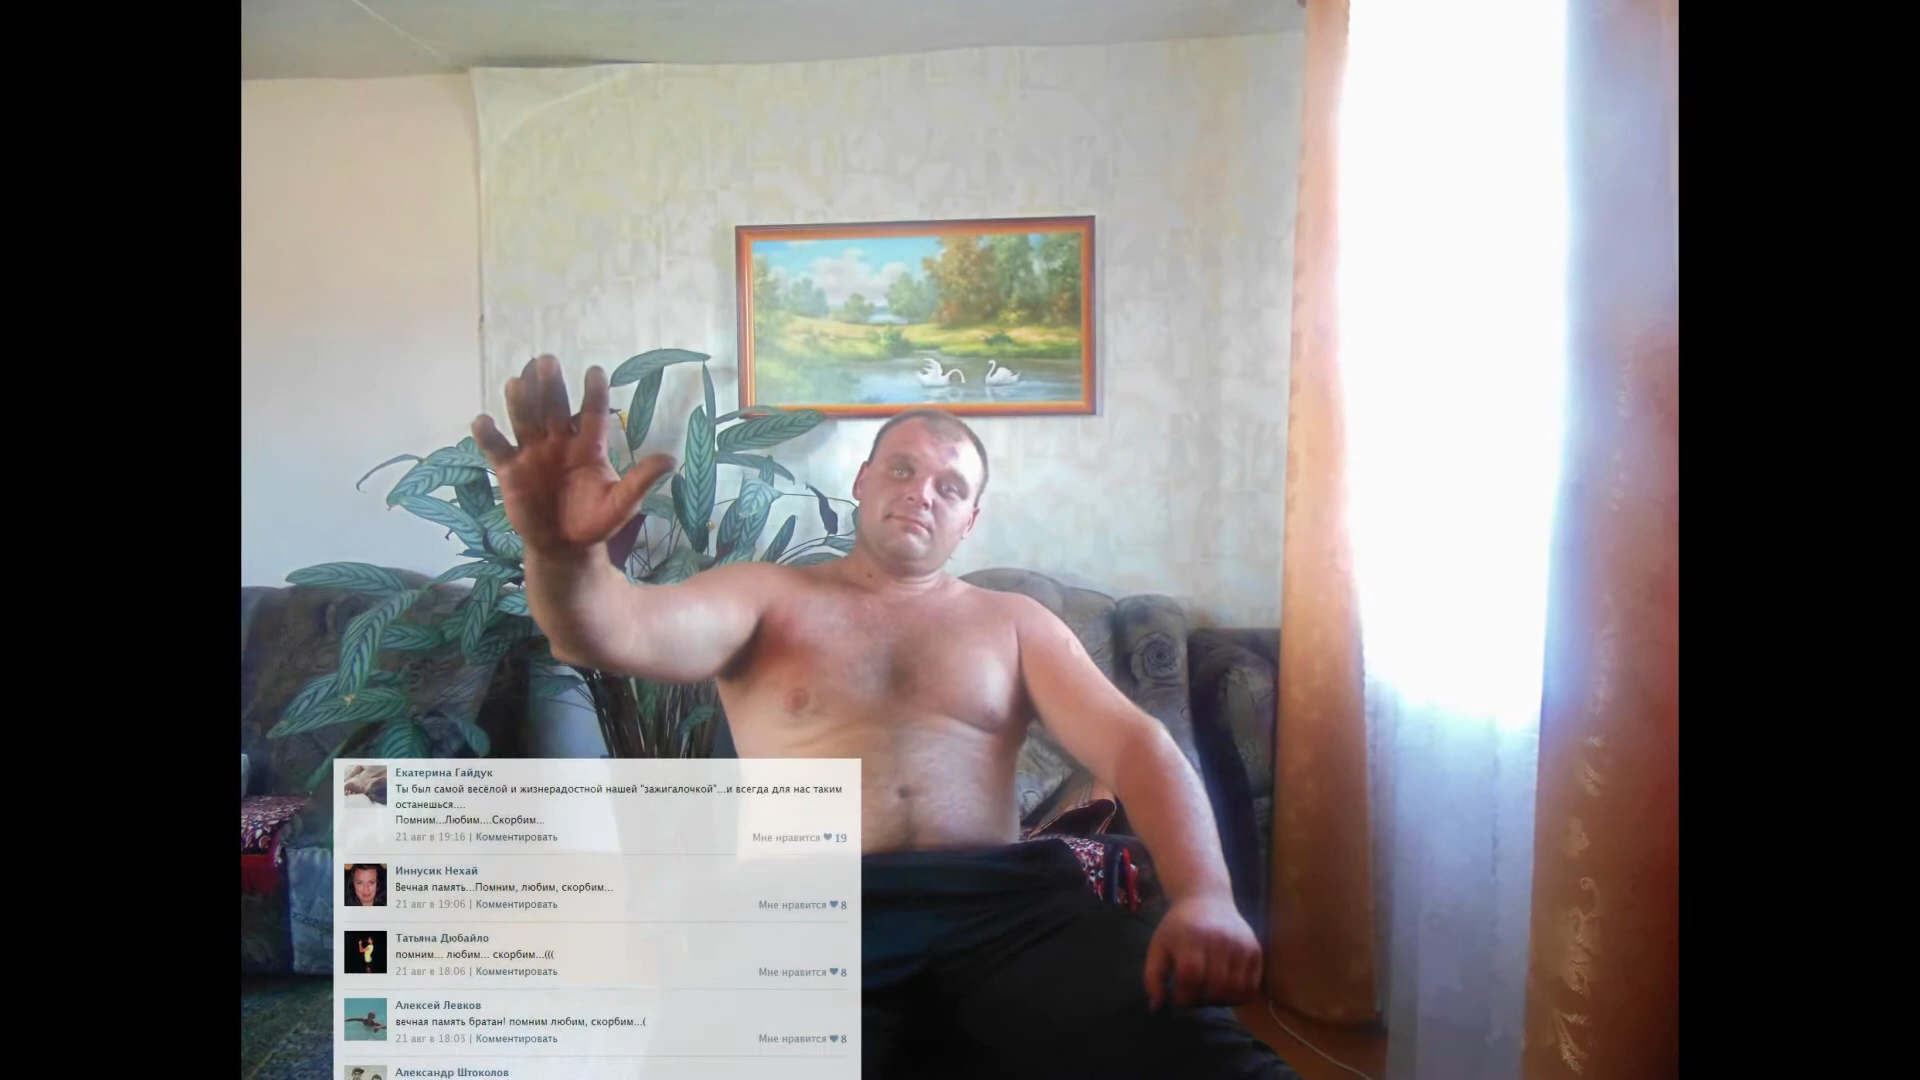 Екатерина Гайдук
Ты был самой весёлой и жизнерадостной нашей "зажигалочкой"...и всегда для нас таким
останешься....
Помним...Любим....Скорбим...
21 авг в 19:16 | Комментировать
Мне нравится 19
Иннусик Нехай
Вечная память...Помним, любим, скорбим...
21 авг в 19:06 | Комментировать
Мне нравится 8
Татьяна Дюбайло
помним... любим... скорбим...(((
21 авг в 18:06 | Комментировать
Мне нравится 8
Алексей Левков
вечная память братан! помним любим, скорбим...(
21 авг в 18:03 | Комментировать
Мне нравится 8
Александр Штоколов